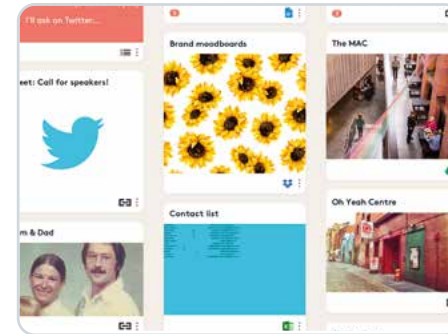 I'll ask on Twitter...
eet: Call for speakers!
m & Dad
Brand moodboards
Contact list
The MAC
Oh Yeah Centre